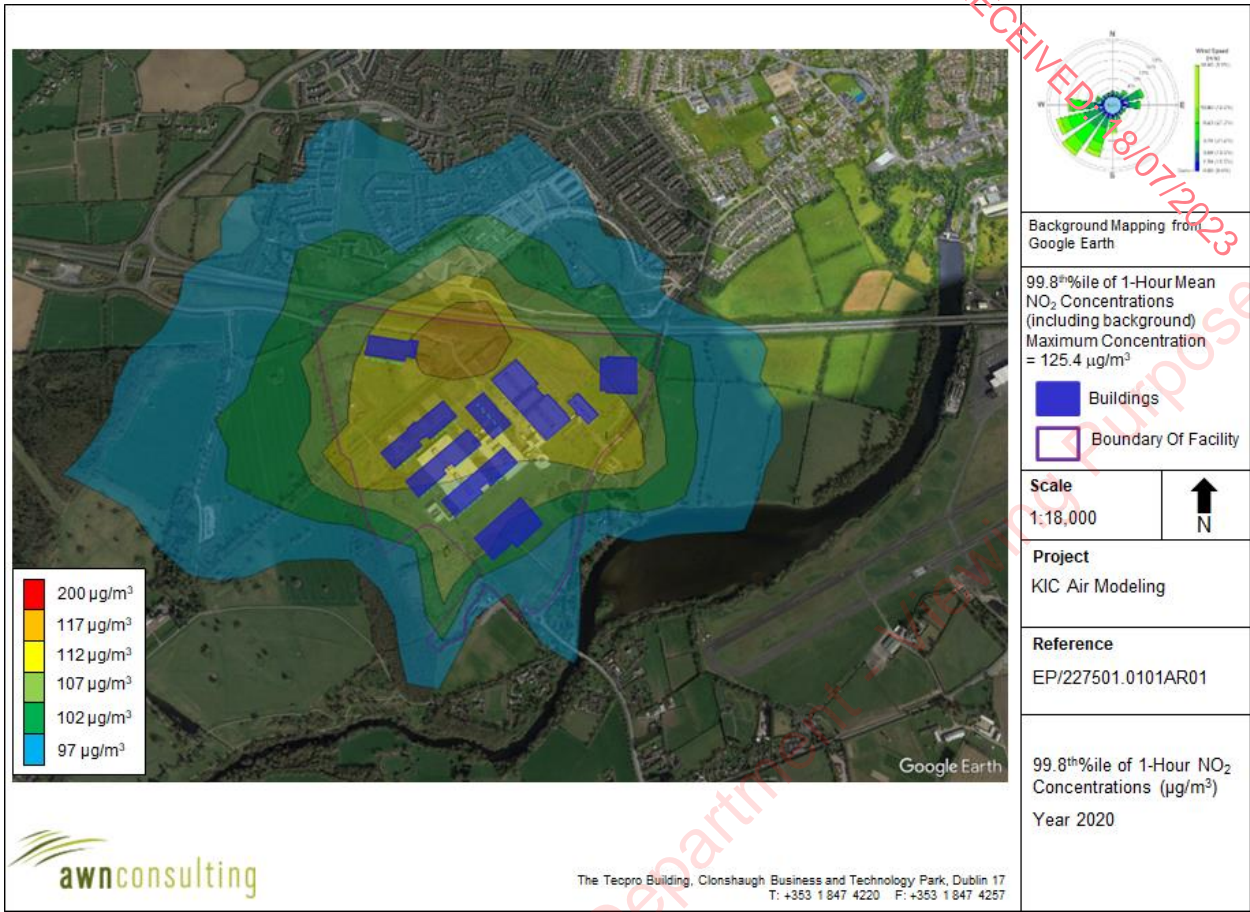 N
W
E
S
Wind Speed
RECEIVED: 18/07/2023
Background Mapping from
Google Earth
99.8th%ile of 1-Hour Mean
NO₂ Concentrations
(including background)
Maximum Concentration
= 125.4 µg/m³
Buildings
Boundary Of Facility
Scale
1:18,000
N
Project
KIC Air Modeling
Reference
EP/227501.0101AR01
99.8th%ile of 1-Hour NO₂
Concentrations (µg/m³)
Year 2020
200 µg/m³
117 µg/m³
112 µg/m³
107 µg/m³
102 µg/m³
97 µg/m³
Google Earth
awnconsulting
The Tecpro Building, Clonshaugh Business and Technology Park, Dublin 17
T: +353 1 847 4220 F: +353 1 847 4257
Department Viewing Purpose